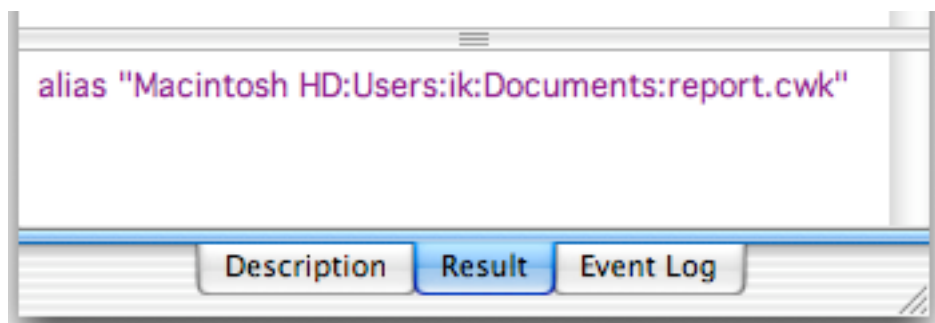 alias "Macintosh HD:Users:ik:Documents:report.cwk"
Description Result Event Log